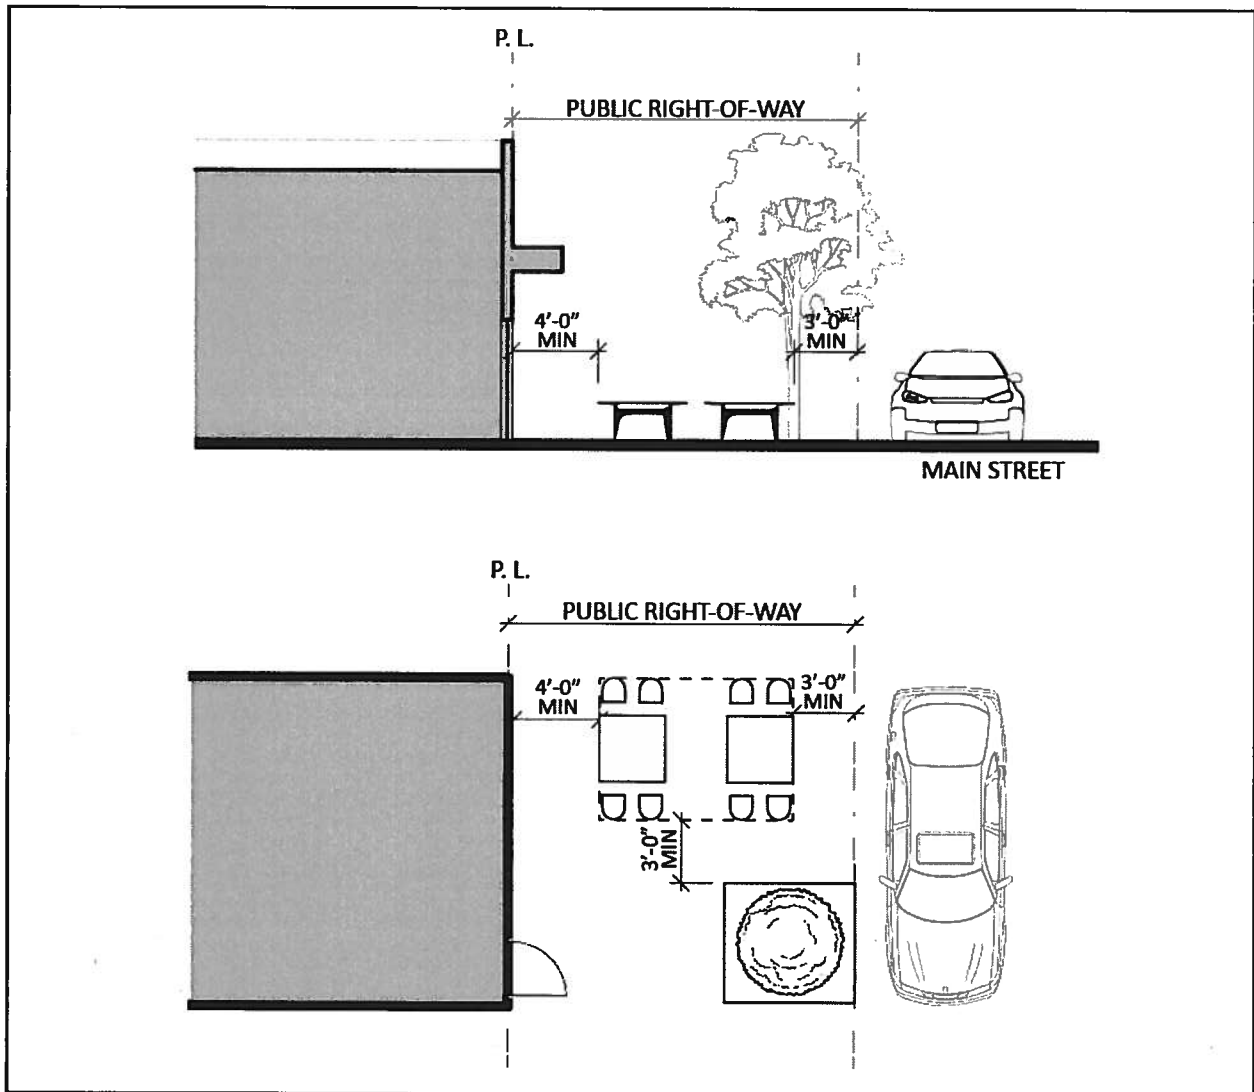 P. L.
PUBLIC RIGHT-OF-WAY
4'-0"
MIN
3'-0"
MIN
MAIN STREET
P. L.
PUBLIC RIGHT-OF-WAY
4'-0"
MIN
3'-0"
MIN
3'-0"
MIN